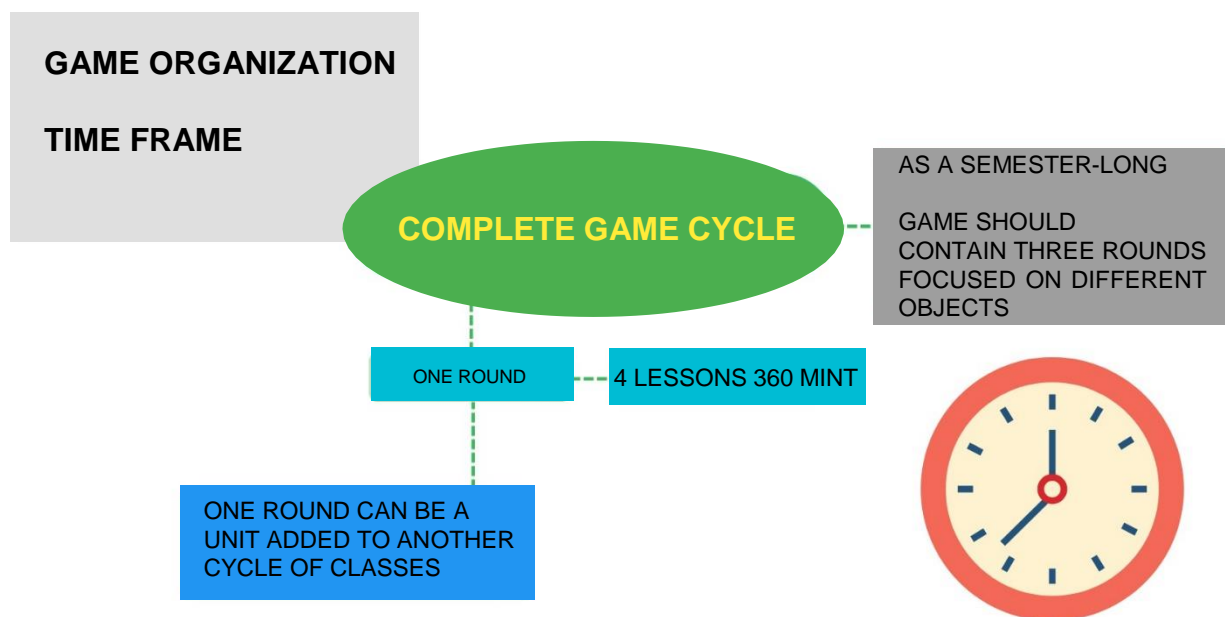 GAME ORGANIZATION
TIME FRAME
COMPLETE GAME CYCLE
AS A SEMESTER-LONG
GAME SHOULD
CONTAIN THREE ROUNDS
FOCUSED ON DIFFERENT
OBJECTS
ONE ROUND
4 LESSONS 360 MINT
ONE ROUND CAN BE A
UNIT ADDED TO ANOTHER
CYCLE OF CLASSES